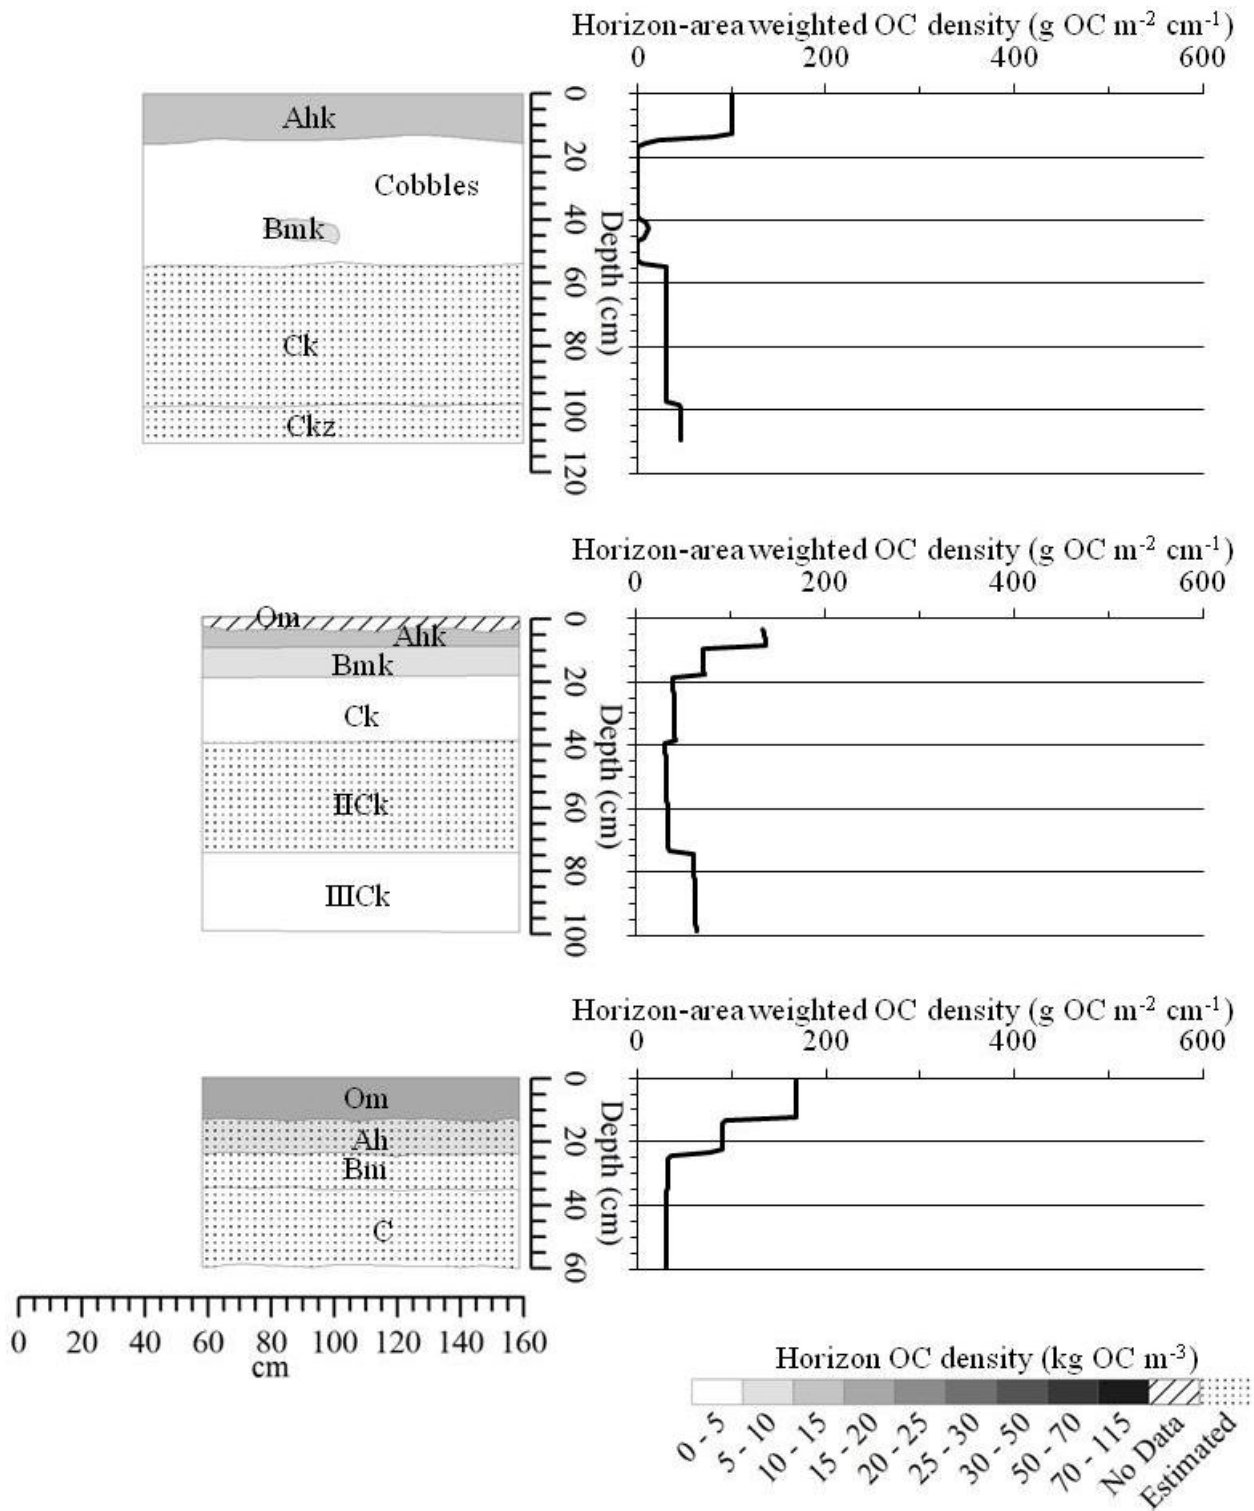 Horizon-area weighted OC density (g OC m-2 cm-1)
0 200 400 600
Ahk
Cobbles
Bmk
Ck
Ckz
0 20 40 60 80 100 120
Depth (cm)
Horizon-area weighted OC density (g OC m-2 cm-1)
0 200 400 600
Om
Ahk
Bmk
Ck
IICk
IIICk
0 20 40 60 80 100
Depth (cm)
Horizon-area weighted OC density (g OC m-2 cm-1)
0 200 400 600
Om
Ah
Bm
C
0 20 40 60
Depth (cm)
0 20 40 60 80 100 120 140 160
cm
Horizon OC density (kg OC m-3)
0 - 5
5 - 10
10 - 15
15 - 20
20 - 25
25 - 30
30 - 50
50 - 70
70 - 115
No Data
Estimated